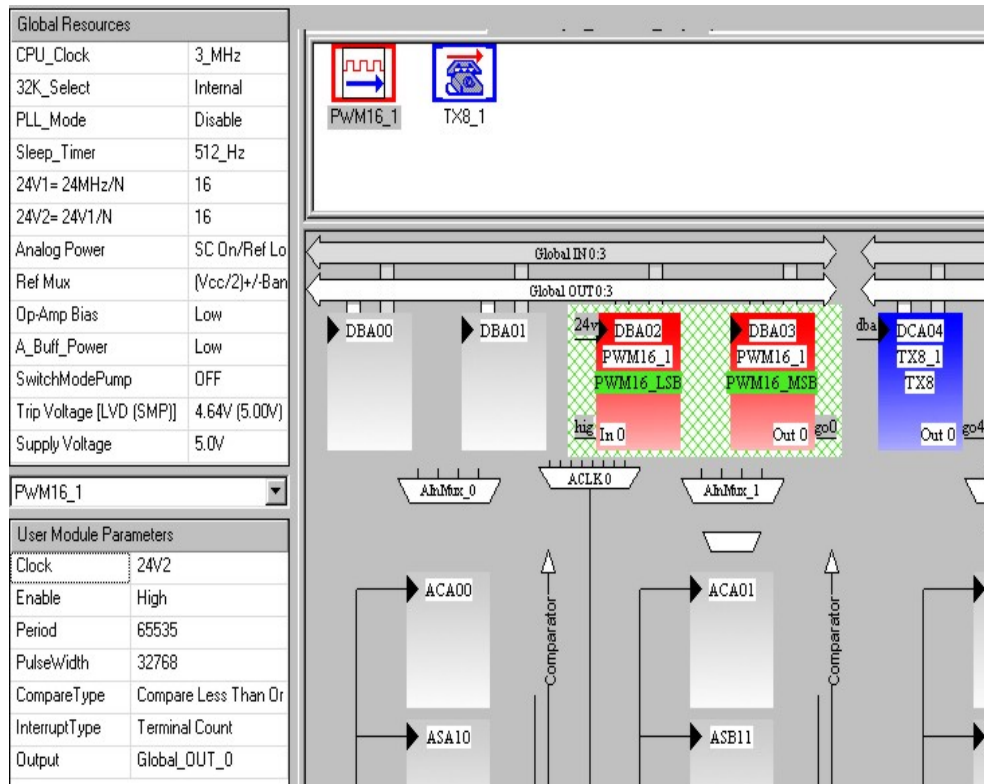 Global Resources
CPU_Clock 3_MHz
32K_Select Internal
PLL_Mode Disable
Sleep_Timer 512_Hz
24V1= 24MHz/N 16
24V2= 24V1/N 16
Analog Power SC On/Ref Lo
Ref Mux (Vcc/2)+/-Ban
Op-Amp Bias Low
A_Buff_Power Low
SwitchModePump OFF
Trip Voltage [LVD (SMP)] 4.64V (5.00V)
Supply Voltage 5.0V
PWM16_1
User Module Parameters
Clock 24V2
Enable High
Period 65535
PulseWidth 32768
CompareType Compare Less Than Or
InterruptType Terminal Count
Output Global_OUT_0
PWM16_1 TX8_1
Global IN 0:3
Global OUT 0:3
DBA00
DBA01
24v DBA02
PWM16_1
PWM16_LSB
hig In 0
DBA03
PWM16_1
PWM16_MSB
Out 0 go0
dba DCA04
TX8_1
TX8
Out 0 go4
AInMux_0
ACLK0
AInMux_1
ACA00
Comparator
ACA01
Comparator
ASA10
ASB11